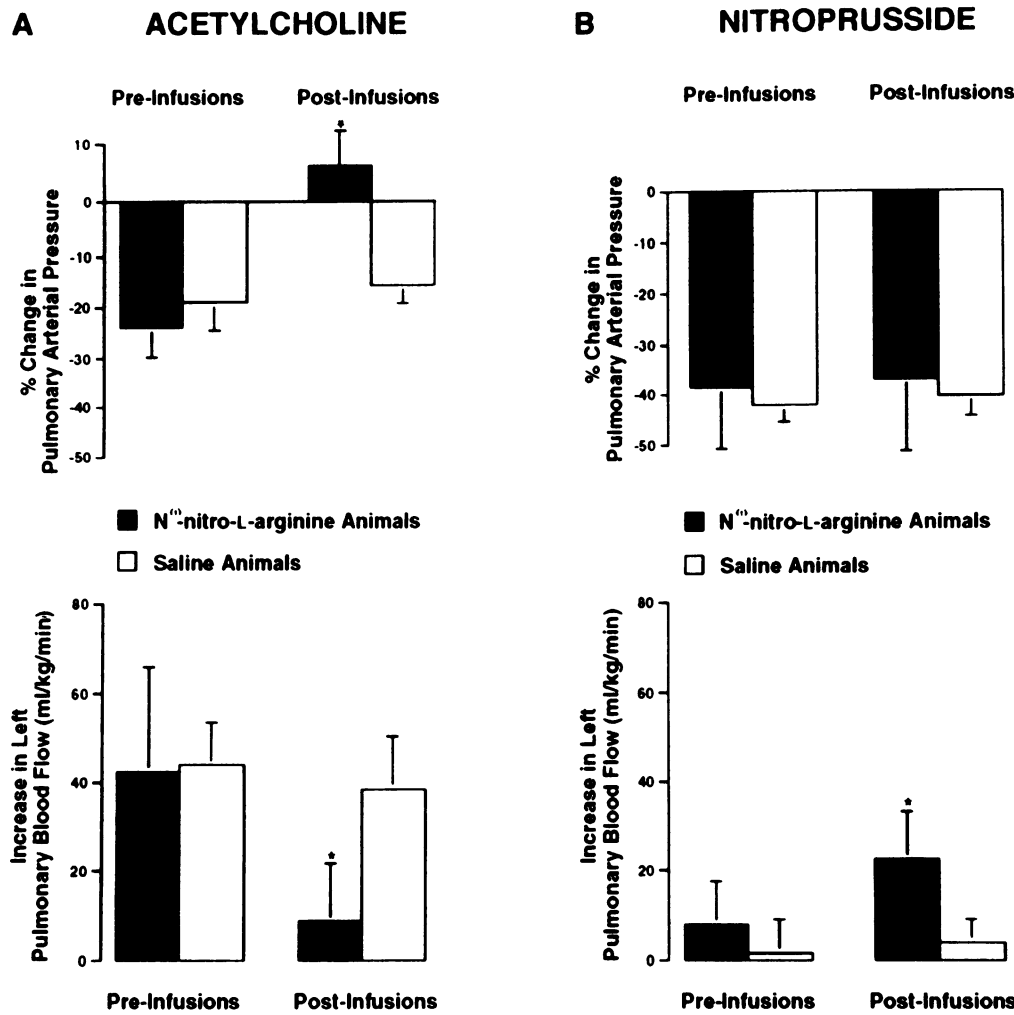 A
ACETYLCHOLINE
Pre-Infusions
Post-Infusions
% Change in
Pulmonary Arterial Pressure
10
0
-10
-20
-30
-40
-50
*
N^(ω)-nitro-L-arginine Animals
Saline Animals
Increase in Left
Pulmonary Blood Flow (ml/kg/min)
80
60
40
20
0
*
Pre-Infusions
Post-Infusions
B
NITROPRUSSIDE
Pre-Infusions
Post-Infusions
% Change in
Pulmonary Arterial Pressure
0
-10
-20
-30
-40
-50
N^(ω)-nitro-L-arginine Animals
Saline Animals
Increase in Left
Pulmonary Blood Flow (ml/kg/min)
80
60
40
20
0
*
Pre-Infusions
Post-Infusions